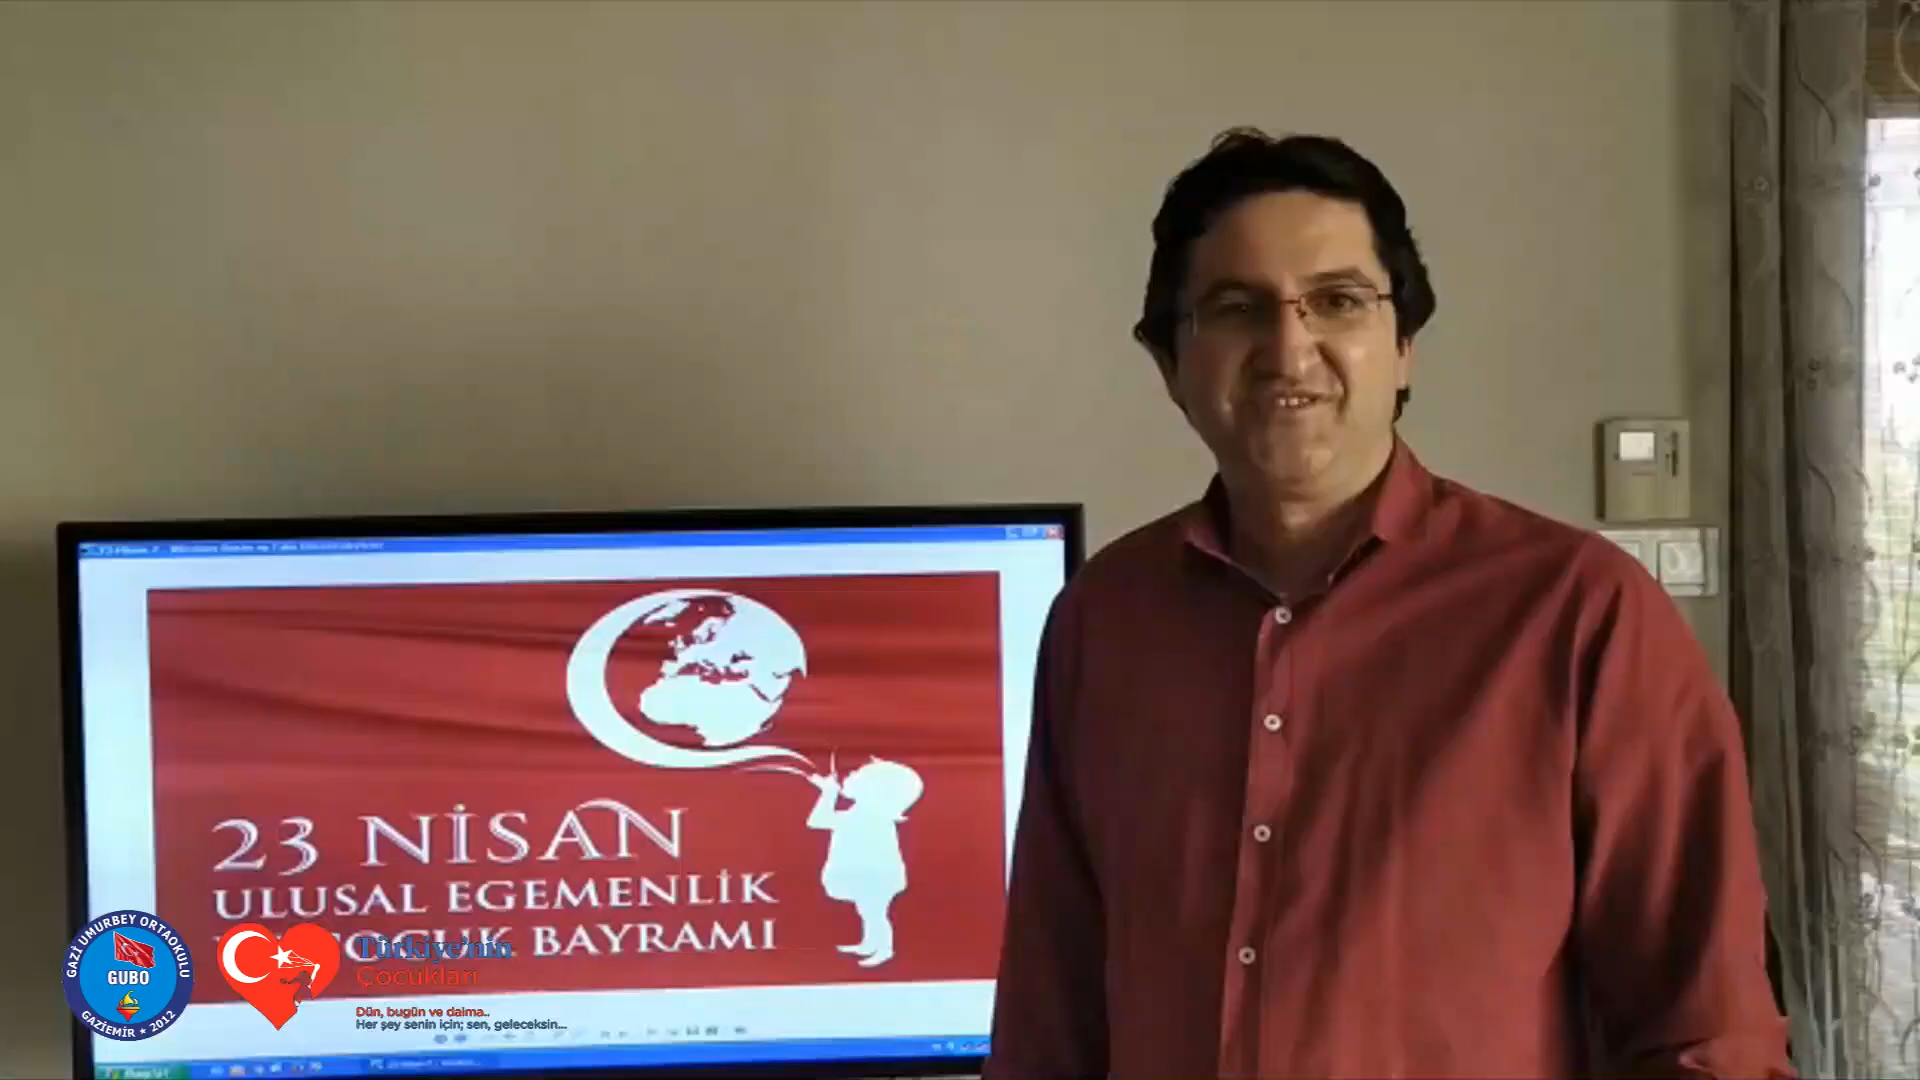 23 NİSAN
ULUSAL EGEMENLİK
ÇOCUK BAYRAMI
GAZİ UMURBEY ORTAOKULU
GUBO
GAZİEMİR ★ 2012
Türkiye'nin
Çocukları
Dün, bugün ve daima..
Her şey senin için; sen, geleceksin...